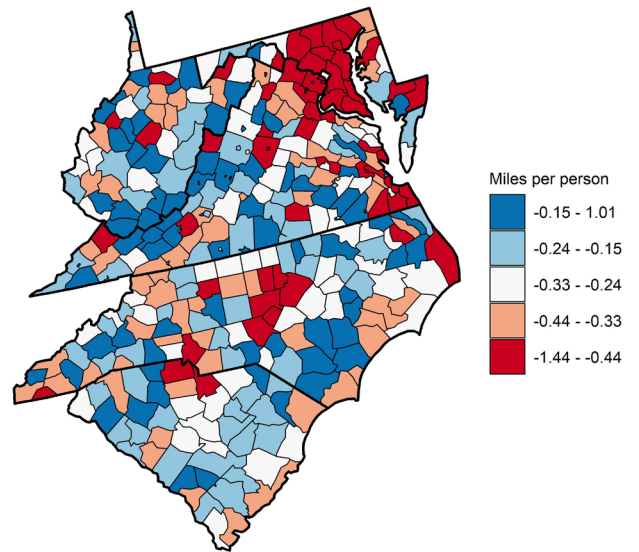 Miles per person
-0.15 - 1.01
-0.24 - -0.15
-0.33 - -0.24
-0.44 - -0.33
-1.44 - -0.44